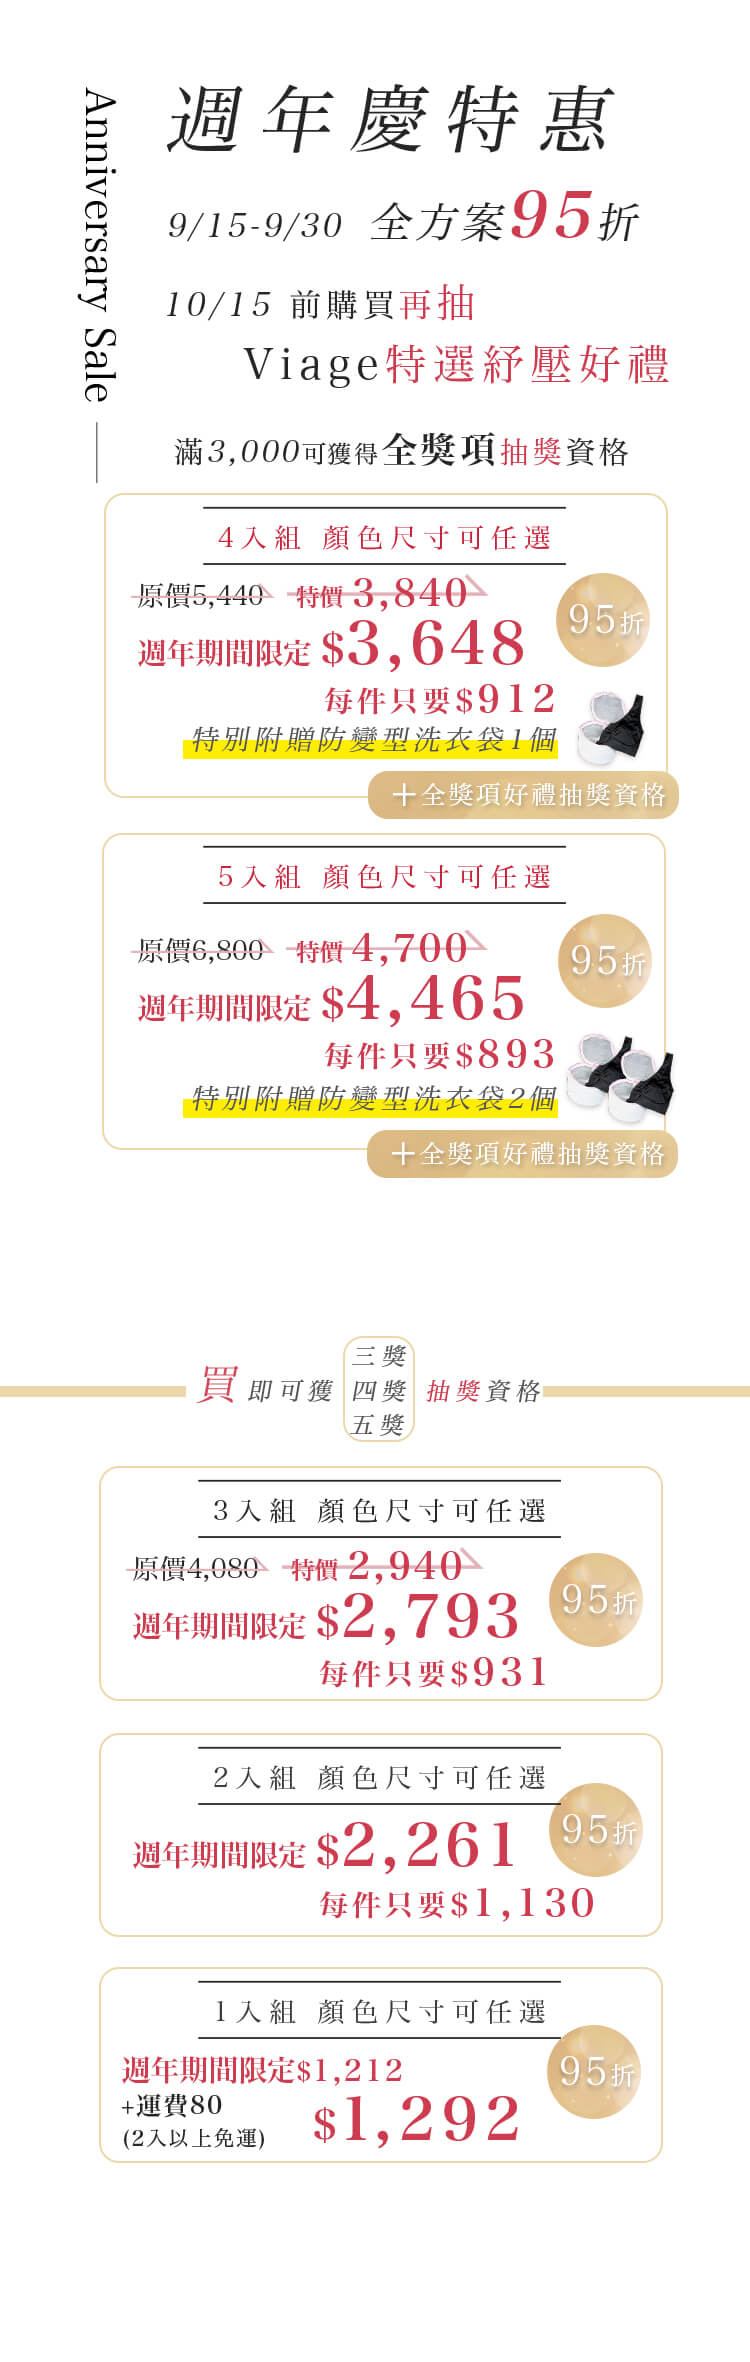 Anniversary Sale
週年慶特惠
9/15-9/30 全方案95折
10/15 前購買再抽
Viage特選紓壓好禮
滿3,000可獲得全獎項抽獎資格
4入組 顏色尺寸可任選
原價5,440 特價3,840
95折
週年期間限定 $3,648
每件只要$912
特別附贈防變型洗衣袋1個
+全獎項好禮抽獎資格
5入組 顏色尺寸可任選
原價6,800 特價4,700
95折
週年期間限定 $4,465
每件只要$893
特別附贈防變型洗衣袋2個
+全獎項好禮抽獎資格
三獎
買即可獲 四獎 抽獎資格
五獎
3入組 顏色尺寸可任選
原價4,080 特價2,940
95折
週年期間限定 $2,793
每件只要$931
2入組 顏色尺寸可任選
95折
週年期間限定 $2,261
每件只要$1,130
1入組 顏色尺寸可任選
週年期間限定$1,212
95折
+運費80
$1,292
(2入以上免運)